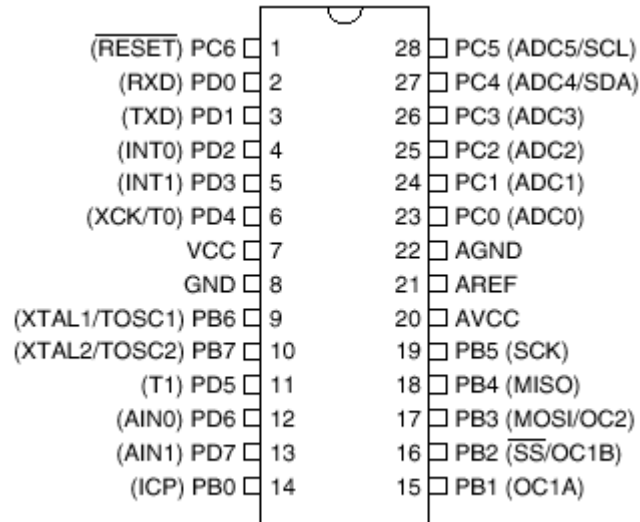 (RESET) PC6 1 28 PC5 (ADC5/SCL)
(RXD) PD0 2 27 PC4 (ADC4/SDA)
(TXD) PD1 3 26 PC3 (ADC3)
(INT0) PD2 4 25 PC2 (ADC2)
(INT1) PD3 5 24 PC1 (ADC1)
(XCK/T0) PD4 6 23 PC0 (ADC0)
VCC 7 22 AGND
GND 8 21 AREF
(XTAL1/TOSC1) PB6 9 20 AVCC
(XTAL2/TOSC2) PB7 10 19 PB5 (SCK)
(T1) PD5 11 18 PB4 (MISO)
(AIN0) PD6 12 17 PB3 (MOSI/OC2)
(AIN1) PD7 13 16 PB2 (SS/OC1B)
(ICP) PB0 14 15 PB1 (OC1A)